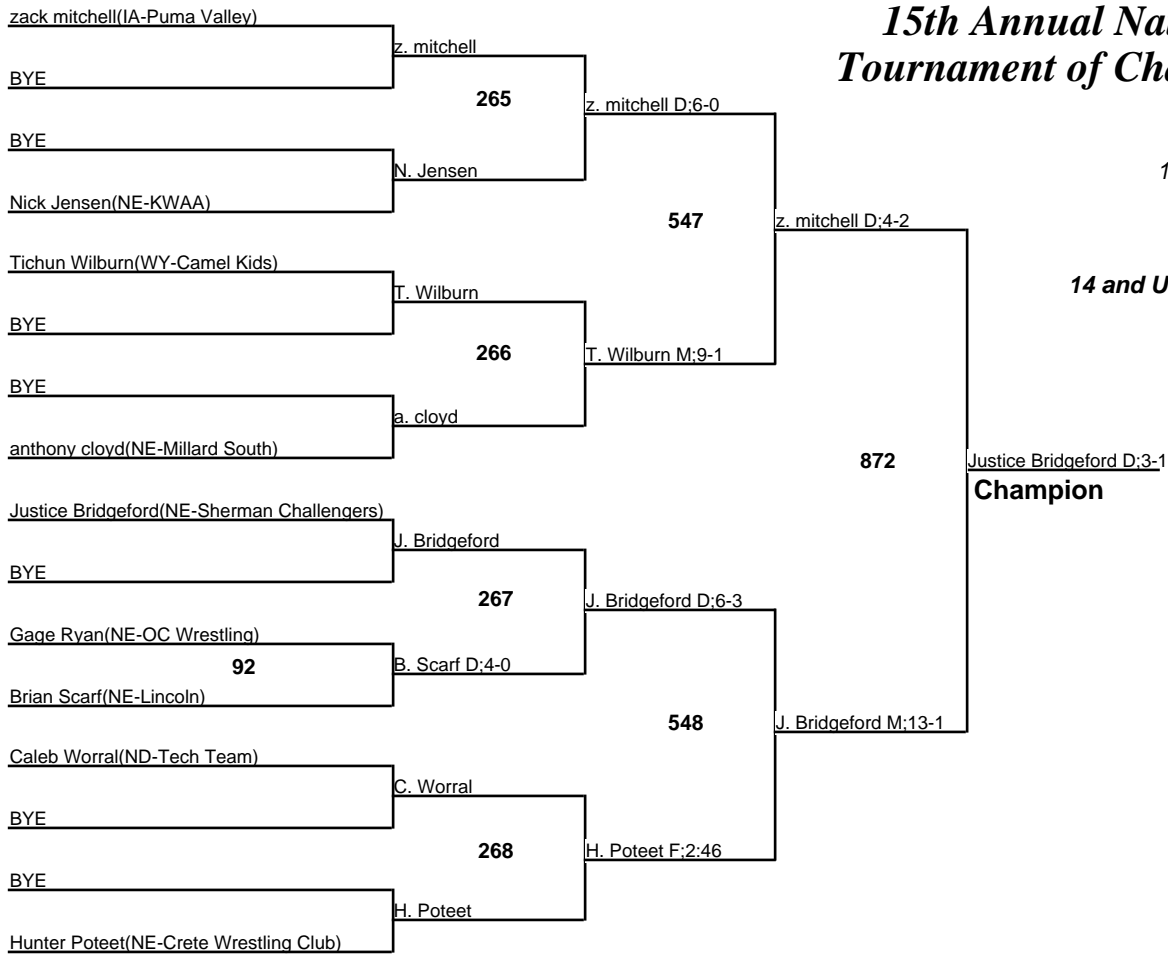 15th Annual Na
Tournament of Cha
1
14 and U
zack mitchell(IA-Puma Valley)
BYE
BYE
Nick Jensen(NE-KWAA)
Tichun Wilburn(WY-Camel Kids)
BYE
BYE
anthony cloyd(NE-Millard South)
Justice Bridgeford(NE-Sherman Challengers)
BYE
Gage Ryan(NE-OC Wrestling)
92
Brian Scarf(NE-Lincoln)
Caleb Worral(ND-Tech Team)
BYE
BYE
Hunter Poteet(NE-Crete Wrestling Club)
z. mitchell
265
N. Jensen
T. Wilburn
266
a. cloyd
J. Bridgeford
267
B. Scarf D;4-0
C. Worral
268
H. Poteet
z. mitchell D;6-0
547
T. Wilburn M;9-1
J. Bridgeford D;6-3
548
H. Poteet F;2:46
z. mitchell D;4-2
872
J. Bridgeford M;13-1
Justice Bridgeford D;3-1
Champion